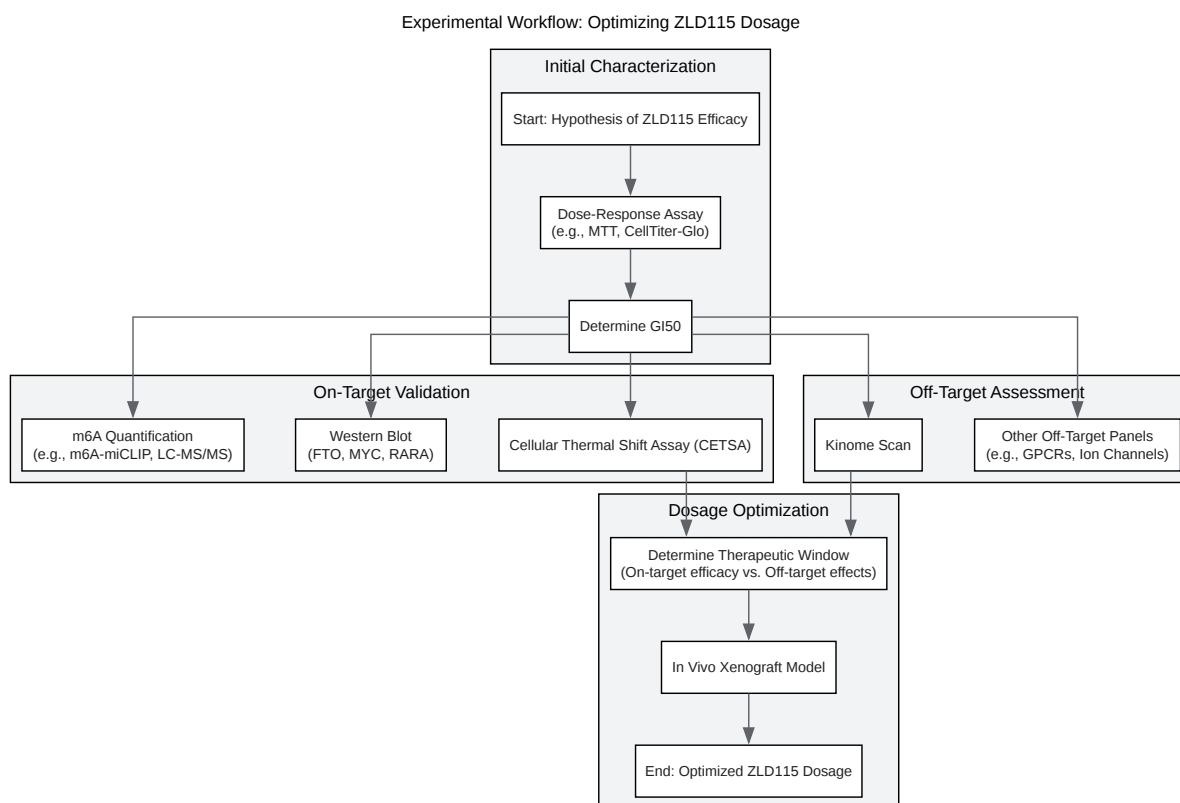 Experimental Workflow: Optimizing ZLD115 Dosage
Initial Characterization
Start: Hypothesis of ZLD115 Efficacy
Dose-Response Assay
(e.g., MTT, CellTiter-Glo)
Determine GI50
On-Target Validation
m6A Quantification
(e.g., m6A-miCLIP, LC-MS/MS)
Western Blot
(FTO, MYC, RARA)
Cellular Thermal Shift Assay (CETSA)
Off-Target Assessment
Kinome Scan
Other Off-Target Panels
(e.g., GPCRs, Ion Channels)
Dosage Optimization
Determine Therapeutic Window
(On-target efficacy vs. Off-target effects)
In Vivo Xenograft Model
End: Optimized ZLD115 Dosage